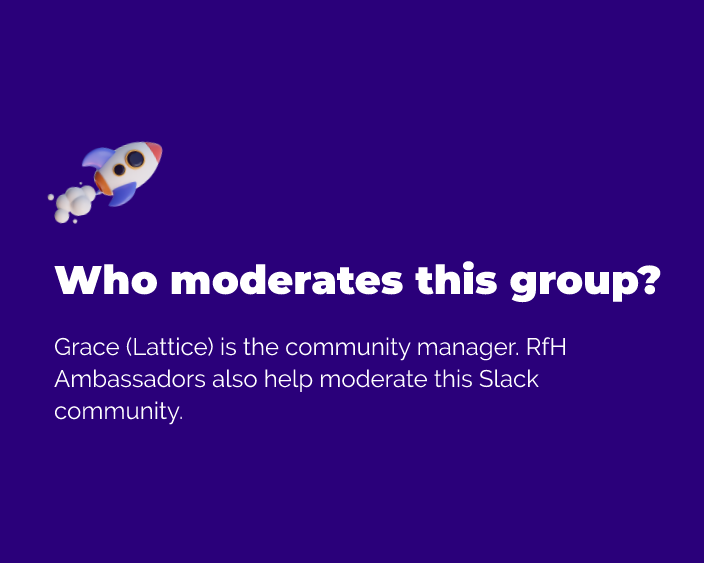 Who moderates this group?
Grace (Lattice) is the community manager. RfH
Ambassadors also help moderate this Slack
community.